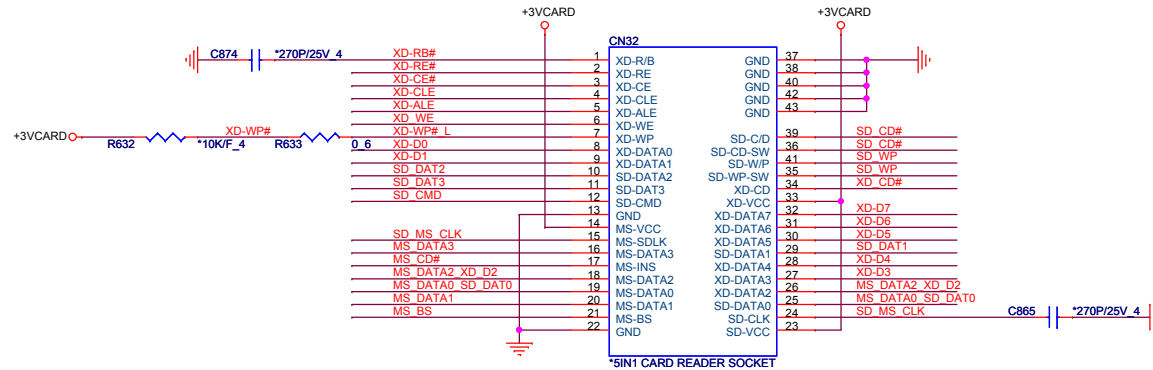 +3VCARD +3VCARD
CN32
C874 *270P/25V_4 XD-RB# 1 XD-R/B GND 37
XD-RE# 2 XD-RE GND 38
XD-CE# 3 XD-CE GND 40
XD-CLE 4 XD-CLE GND 42
XD-ALE 5 XD-ALE GND 43
XD_WE 6 XD-WE
+3VCARD R632 *10K/F_4 XD-WP# R633 0_6 XD-WP#_L 7 XD-WP SD-C/D 39 SD_CD#
XD-D0 8 XD-DATA0 SD-CD-SW 36 SD_CD#
XD-D1 9 XD-DATA1 SD-W/P 41 SD_WP
SD_DAT2 10 SD-DATA2 SD-WP-SW 35 SD_WP
SD_DAT3 11 SD-DAT3 XD-CD 34 XD_CD#
SD_CMD 12 SD-CMD XD-VCC 33
13 GND XD-DATA7 32 XD-D7
14 MS-VCC XD-DATA6 31 XD-D6
SD_MS_CLK 15 MS-SDLK XD-DATA5 30 XD-D5
MS_DATA3 16 MS-DATA3 SD-DATA1 29 SD_DAT1
MS_CD# 17 MS-INS XD-DATA4 28 XD-D4
MS_DATA2_XD_D2 18 MS-DATA2 XD-DATA3 27 XD-D3
MS_DATA0_SD_DAT0 19 MS-DATA0 XD-DATA2 26 MS_DATA2_XD_D2
MS_DATA1 20 MS-DATA1 SD-DATA0 25 MS_DATA0_SD_DAT0
MS_BS 21 MS-BS SD-CLK 24 SD_MS_CLK C865 *270P/25V_4
22 GND SD-VCC 23
*5IN1 CARD READER SOCKET